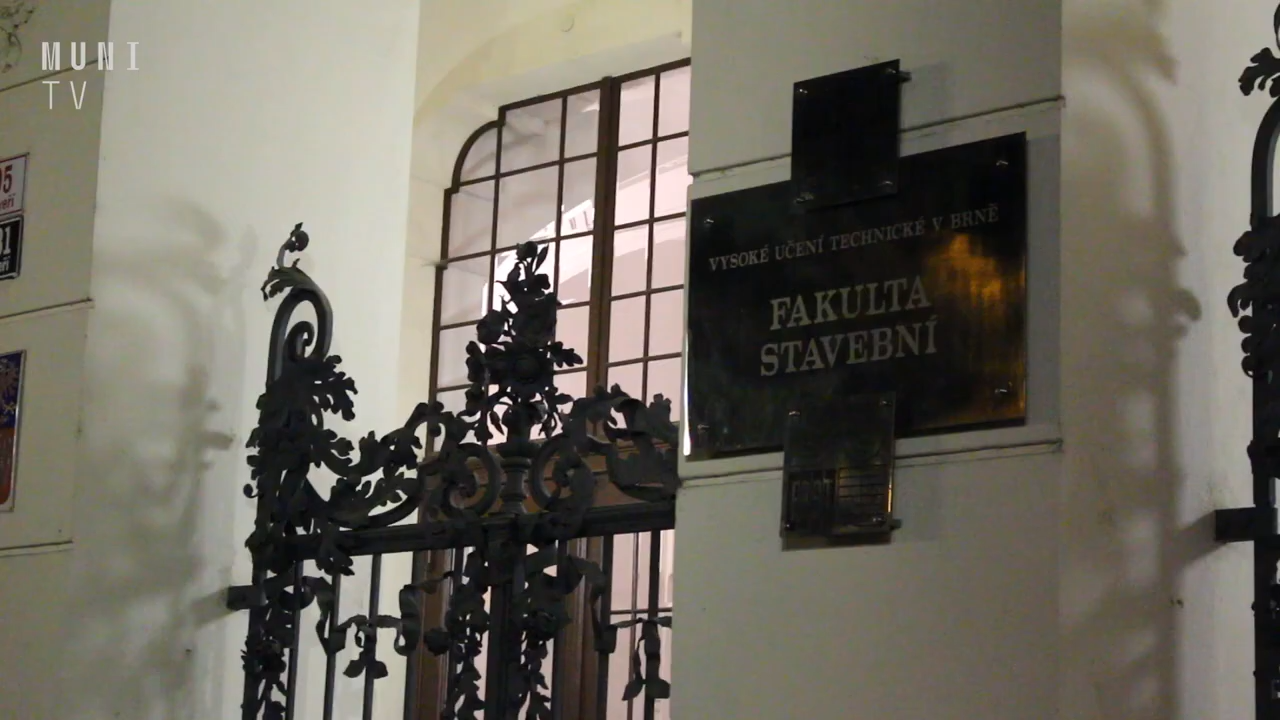 MUNI
TV
VYSOKÉ UČENÍ TECHNICKÉ V BRNĚ
FAKULTA
STAVEBNÍ